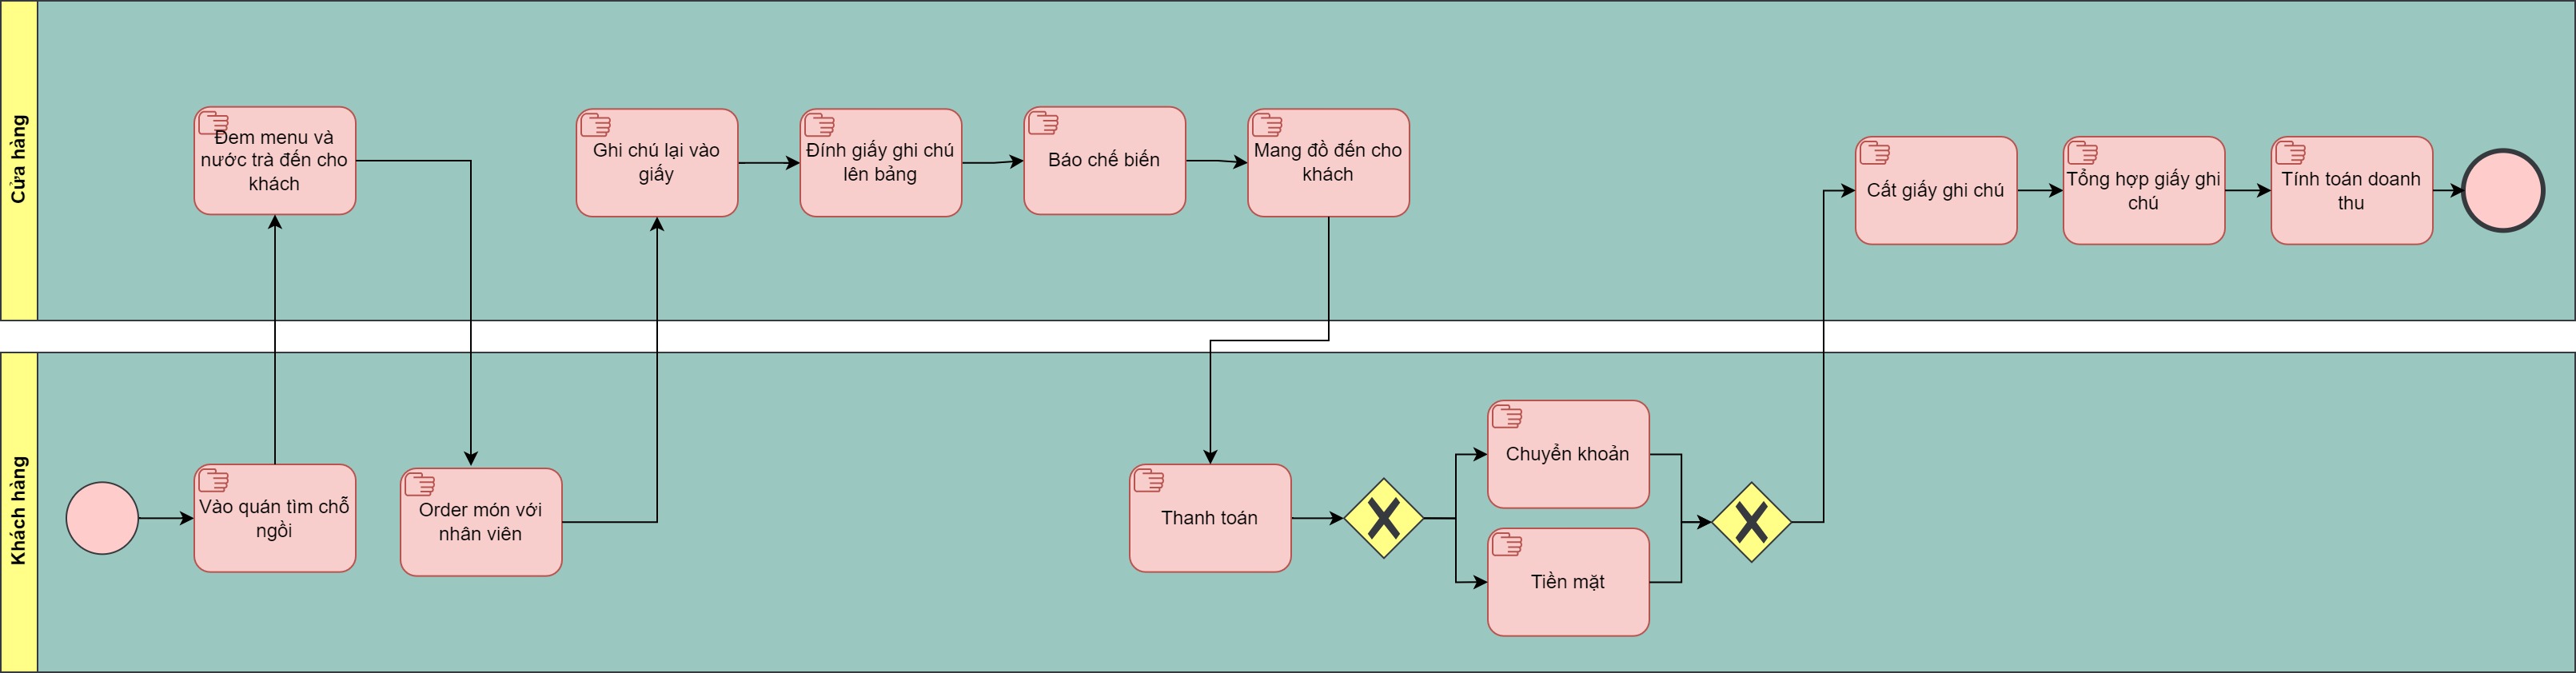 Cửa hàng
Đem menu và
nước trà đến cho
khách
Ghi chú lại vào
giấy
Đính giấy ghi chú
lên bảng
Báo chế biến
Mang đồ đến cho
khách
Cất giấy ghi chú
Tổng hợp giấy ghi
chú
Tính toán doanh
thu
Khách hàng
Vào quán tìm chỗ
ngồi
Order món với
nhân viên
Thanh toán
Chuyển khoản
Tiền mặt